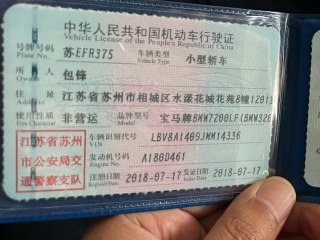 中华人民共和国机动车行驶证
Vehicle License of the People's Republic of China
号牌号码 苏EFR375 车辆类型 小型轿车
Plate No. Vehicle Type
所有人 包锋
Owner
住址 江苏省苏州市相城区水漾花城花苑8幢1201
Address
使用性质 非营运 品牌型号 宝马牌BMW7200LF(BMW32
Use Character Model
江苏省苏州市公安局交通警察支队
车辆识别代号 LBV8A1409JMM14336
VIN
发动机号码 A180D461
Engine No.
注册日期 2018-07-17 发证日期 2018-07-17
Register Date Issue Date